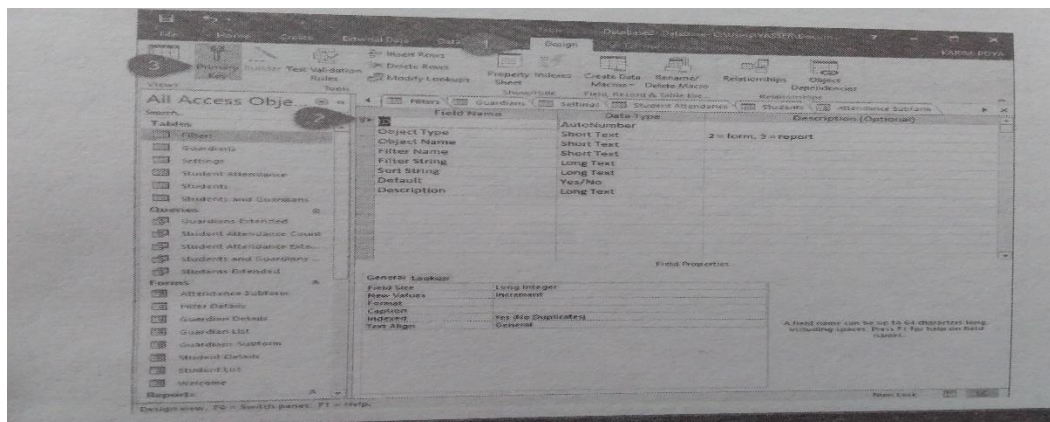 File Home Create External Data Design
Insert Rows
3 Primary Key Builder Test Validation Rules
Delete Rows
Modify Lookups
Property Sheet Indexes
Create Data Macros Rename/ Delete Macro
Relationships Object Dependencies
Views Tools Show/Hide Field, Record & Table Eve... Relationships
All Access Obje...
Search...
Filters Guardians Settings Student Attendance Students Attendance Subform
2
Field Name Data Type Description (Optional)
AutoNumber
Object Type Short Text 2 = form, 3 = report
Object Name Short Text
Filter Name Short Text
Filter String Long Text
Sort String Long Text
Default Yes/No
Description Long Text
Tables
Filters
Guardians
Settings
Student Attendance
Students
Students and Guardians
Queries
Guardians Extended
Student Attendance Count
Student Attendance Exte...
Students and Guardians ...
Students Extended
Forms
Attendance Subform
Filter Details
Guardian Details
Guardian List
Guardians Subform
Student Details
Student List
Welcome
Reports
Field Properties
General Lookup
Field Size Long Integer
New Values Increment
Format
Caption
Indexed Yes (No Duplicates)
Text Align General
A field name can be up to 64 characters long,
including spaces. Press F1 for help on field
names.
Design view. F6 = Switch panes. F1 = Help.
Num Lock